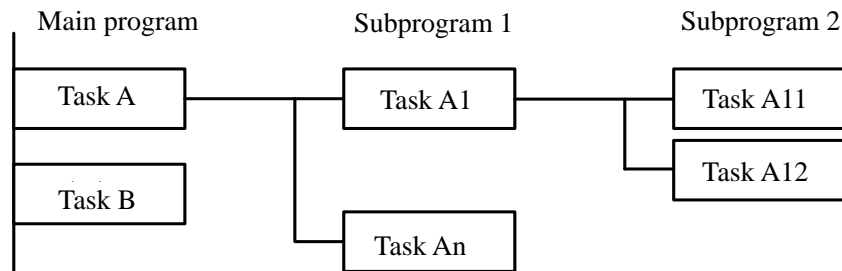 Main program
Subprogram 1
Subprogram 2
Task A
Task A1
Task A11
Task A12
Task B
Task An